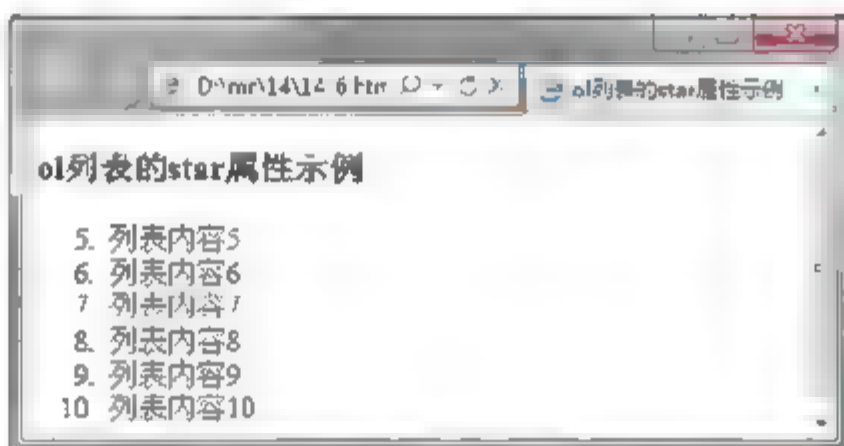 D:\mr\14\14-6.htm
ol列表的star属性示例
ol列表的star属性示例
5. 列表内容5
6. 列表内容6
7 列表内容7
8. 列表内容8
9. 列表内容9
10 列表内容10